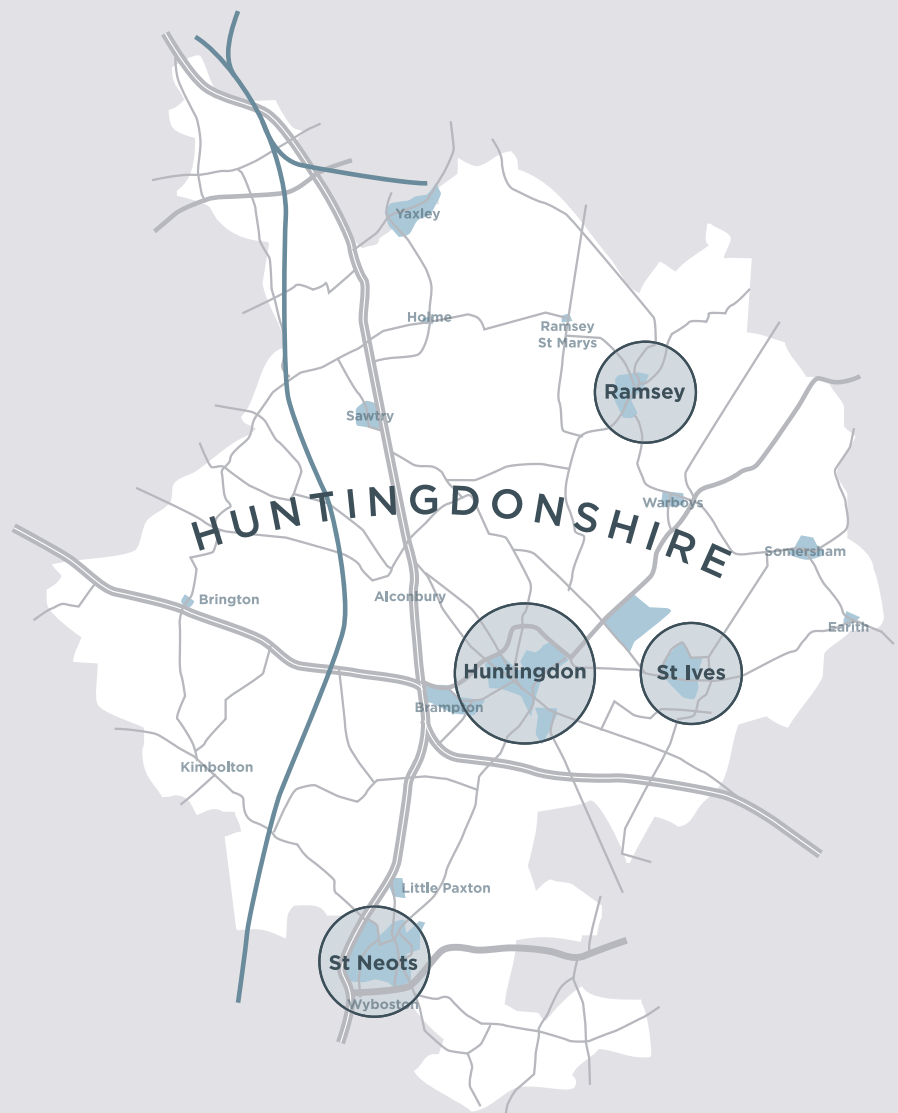 Yaxley
Holme
Ramsey
St Marys
Ramsey
Sawtry
HUNTINGDONSHIRE
Warboys
Somersham
Alconbury
Brington
Earith
Huntingdon
St Ives
Brampton
Kimbolton
Little Paxton
St Neots
Wyboston